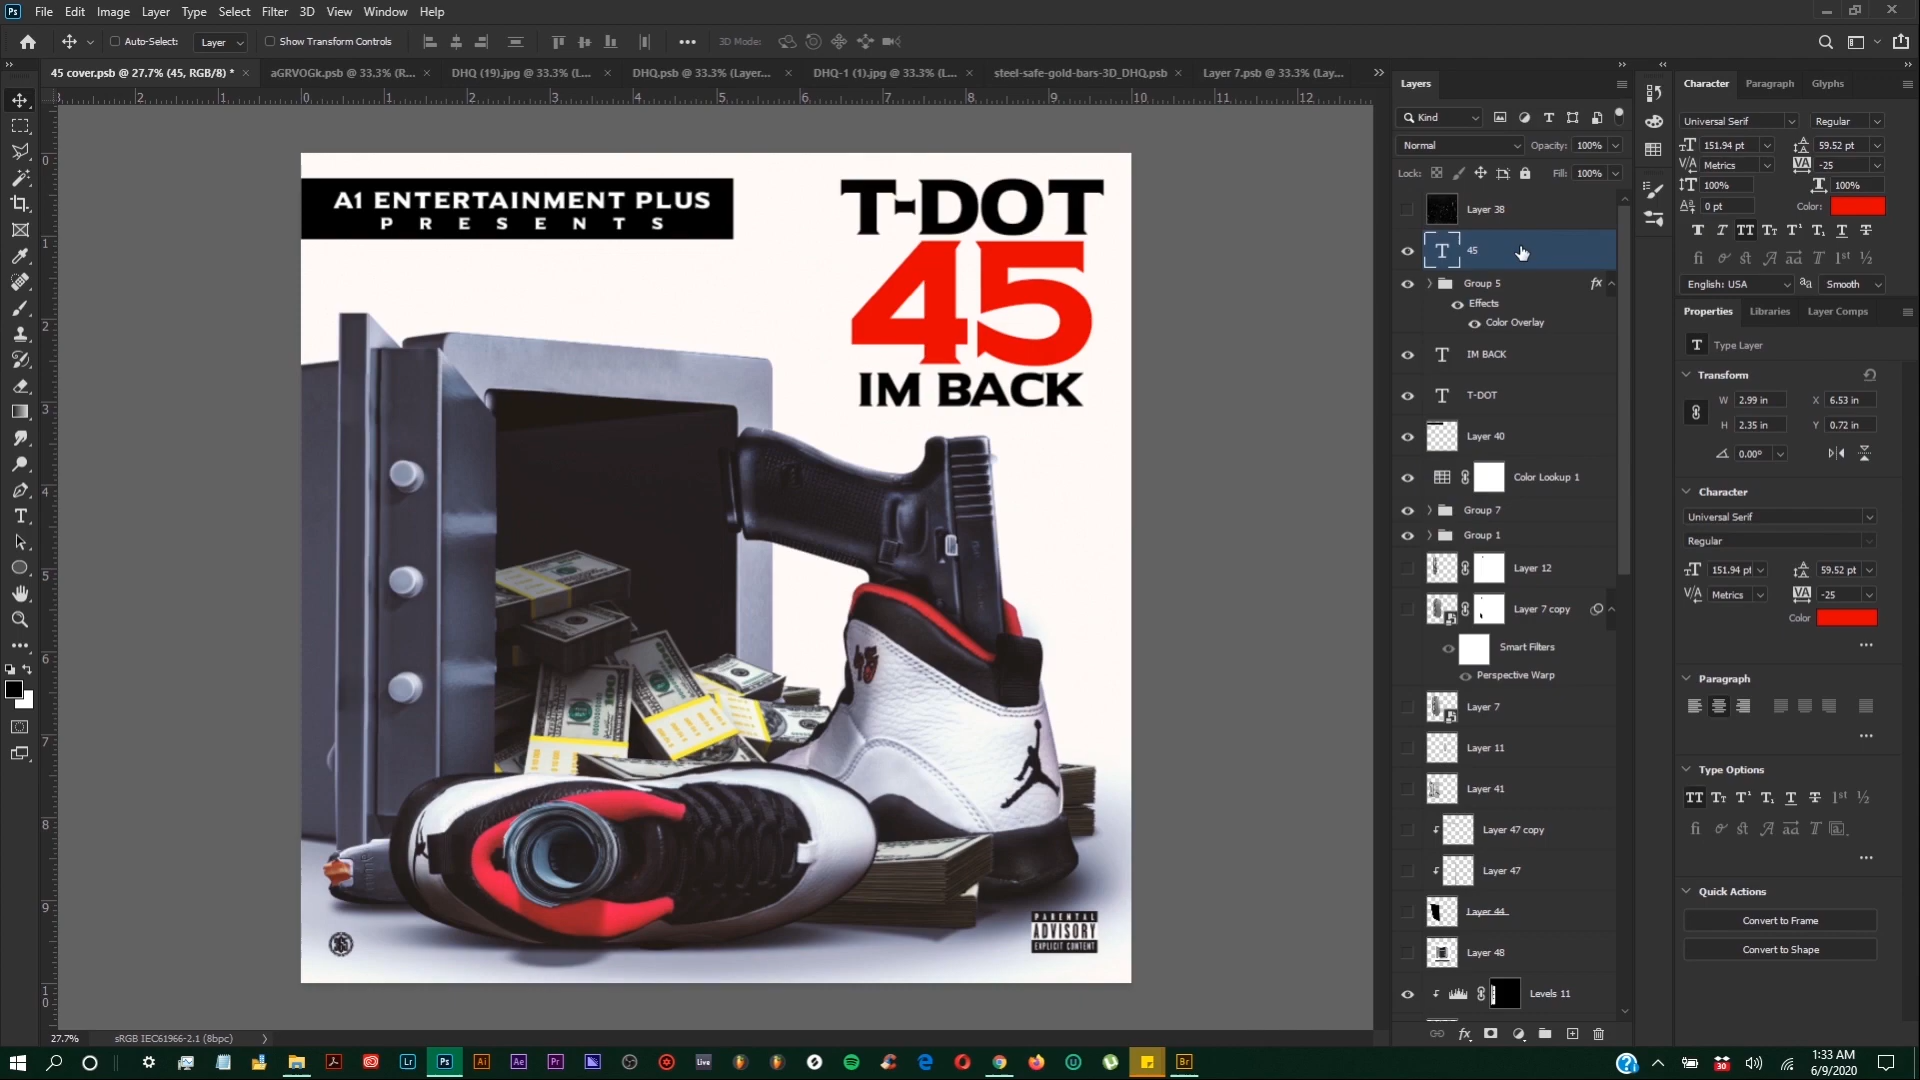 File Edit Image Layer Type Select Filter 3D View Window Help
Auto-Select: Layer Show Transform Controls 3D Mode:
45 cover.psb @ 27.7% (45, RGB/8) * × aGRVOGk.psb @ 33.3% (R... × DHQ (19).jpg @ 33.3% (L... × DHQ.psb @ 33.3% (Layer... × DHQ-1 (1).jpg @ 33.3% (L... × steel-safe-gold-bars-3D_DHQ.psb × Layer 7.psb @ 33.3% (Lay...
A1 ENTERTAINMENT PLUS
PRESENTS
T-DOT
45
IM BACK
PARENTAL
ADVISORY
EXPLICIT CONTENT
27.7% sRGB IEC61966-2.1 (8bpc)
Layers
Kind
Normal Opacity: 100%
Lock: Fill: 100%
Layer 38
45
Group 5 fx
Effects
Color Overlay
IM BACK
T-DOT
Layer 40
Color Lookup 1
Group 7
Group 1
Layer 12
Layer 7 copy
Smart Filters
Perspective Warp
Layer 7
Layer 11
Layer 41
Layer 47 copy
Layer 47
Layer 44
Layer 48
Levels 11
Character Paragraph Glyphs
Universal Serif Regular
151.94 pt 59.52 pt
Metrics -25
100% 100%
0 pt Color:
English: USA Smooth
Properties Libraries Layer Comps
Type Layer
Transform
W 2.99 in X 6.53 in
H 2.35 in Y 0.72 in
0.00°
Character
Universal Serif
Regular
151.94 pt 59.52 pt
Metrics -25
Color
Paragraph
Type Options
Quick Actions
Convert to Frame
Convert to Shape
1:33 AM
6/9/2020